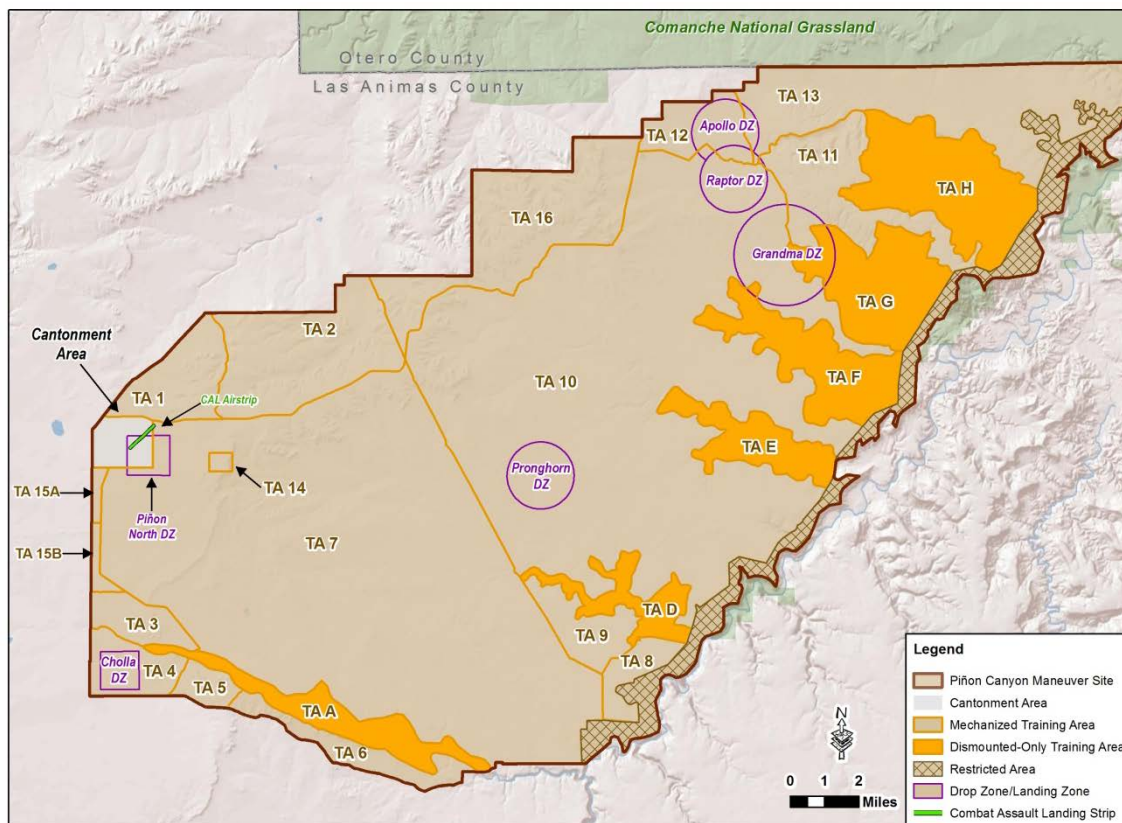 Comanche National Grassland
Otero County
Las Animas County
TA 13
Apollo DZ
TA 12
TA 11
Raptor DZ
TA H
TA 16
Grandma DZ
TA G
TA 2
Cantonment
Area
TA 10
TA F
TA 1
CAL Airstrip
TA E
Pronghorn
DZ
TA 14
TA 15A
Piñon
North DZ
TA 7
TA 15B
TA D
TA 3
TA 9
TA 8
Cholla
DZ
TA 4
TA 5
TA A
TA 6
N
0 1 2
Miles
Legend
Piñon Canyon Maneuver Site
Cantonment Area
Mechanized Training Area
Dismounted-Only Training Area
Restricted Area
Drop Zone/Landing Zone
Combat Assault Landing Strip